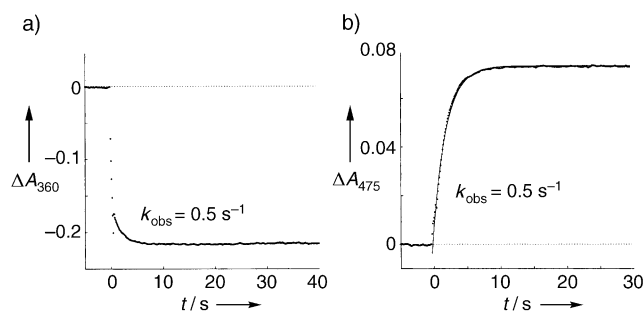 a)
0
−0.1
ΔA360
−0.2
kobs = 0.5 s−1
0 10 20 30 40
t / s
b)
0.08
0.04
ΔA475
0
kobs = 0.5 s−1
0 10 20 30
t / s